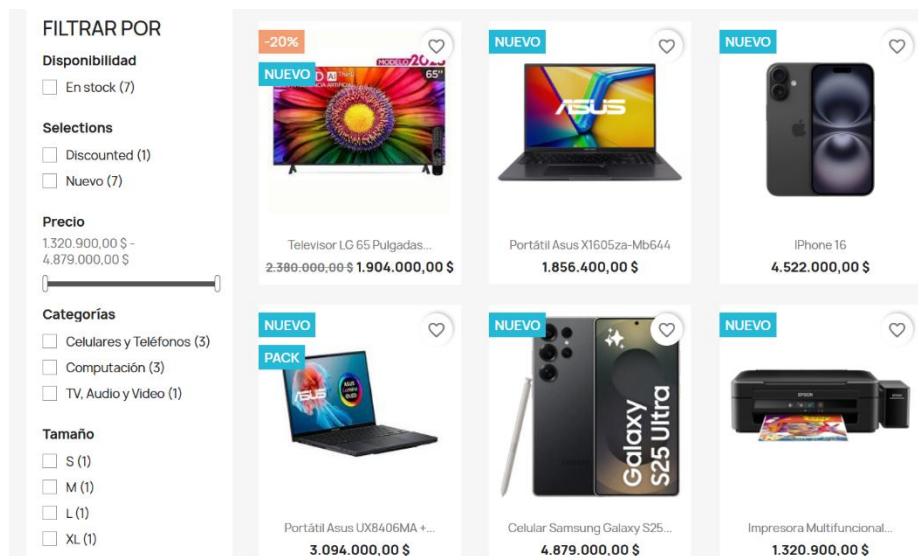 FILTRAR POR
Disponibilidad
En stock (7)
Selections
Discounted (1)
Nuevo (7)
Precio
1.320.900,00 $ -
4.879.000,00 $
Categorías
Celulares y Teléfonos (3)
Computación (3)
TV, Audio y Video (1)
Tamaño
S (1)
M (1)
L (1)
XL (1)
-20%
NUEVO
MODELO 2023
65"
Televisor LG 65 Pulgadas...
2.380.000,00 $ 1.904.000,00 $
NUEVO
ASUS
Portátil Asus X1605za-Mb644
1.856.400,00 $
NUEVO
IPhone 16
4.522.000,00 $
NUEVO
PACK
ASUS
Portátil Asus UX8406MA +...
3.094.000,00 $
NUEVO
Galaxy
S25 Ultra
Celular Samsung Galaxy S25...
4.879.000,00 $
NUEVO
EPSON
Impresora Multifuncional...
1.320.900,00 $